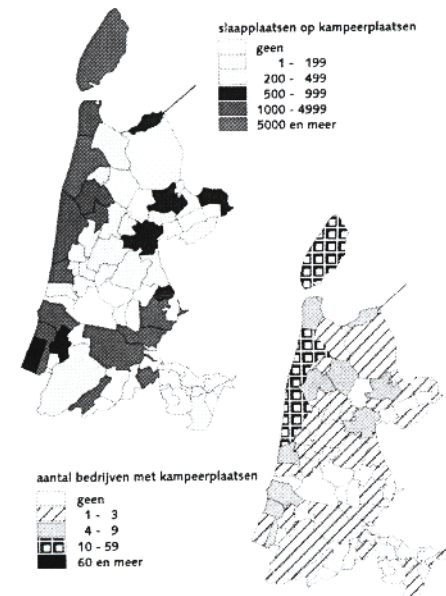 slaapplaatsen op kampeerplaatsen
geen
1 - 199
200 - 499
500 - 999
1000 - 4999
5000 en meer
aantal bedrijven met kampeerplaatsen
geen
1 - 3
4 - 9
10 - 59
60 en meer